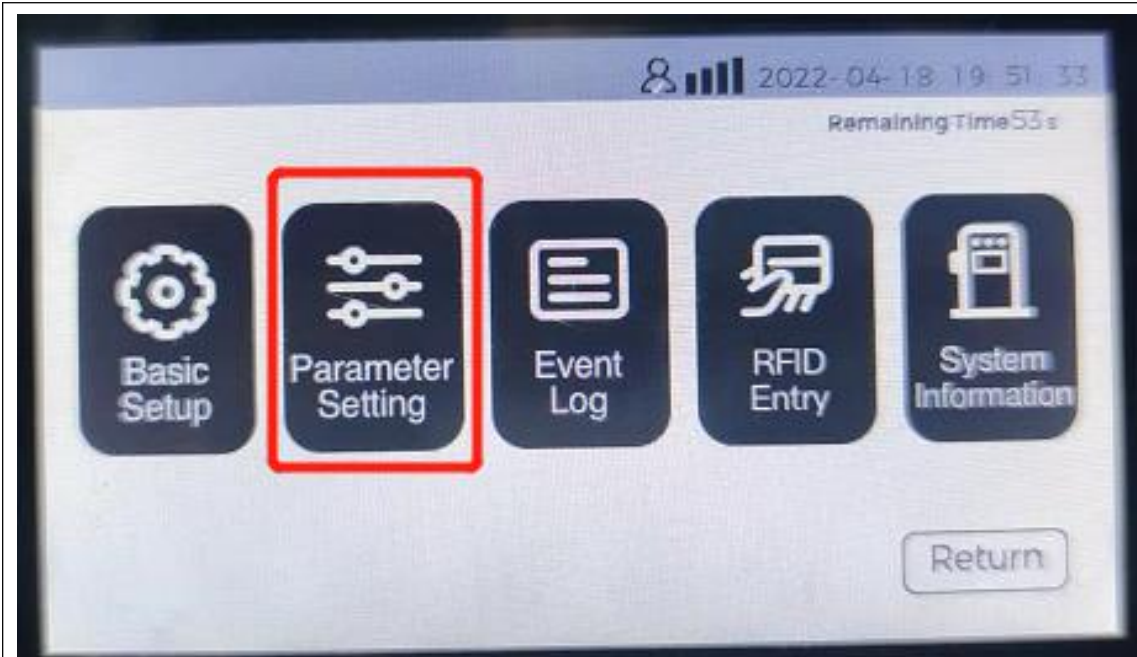 2022-04-18 19 51 33
Remaining Time 53 s
Basic
Setup
Parameter
Setting
Event
Log
RFID
Entry
System
Information
Return